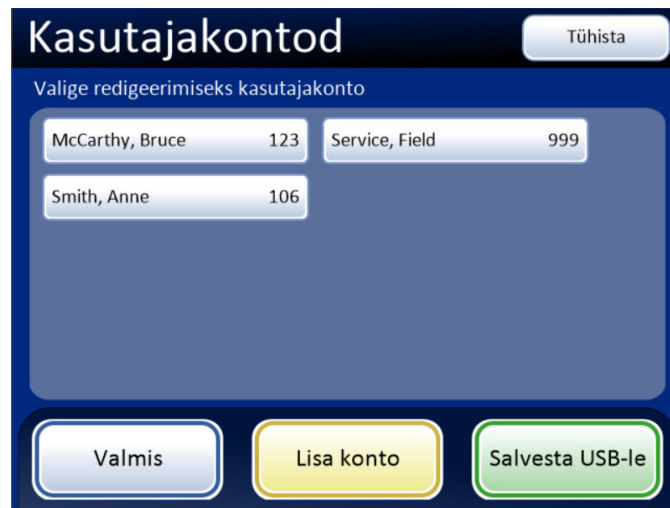 Kasutajakontod
Tühista
Valige redigeerimiseks kasutajakonto
McCarthy, Bruce 123
Service, Field 999
Smith, Anne 106
Valmis
Lisa konto
Salvesta USB-le